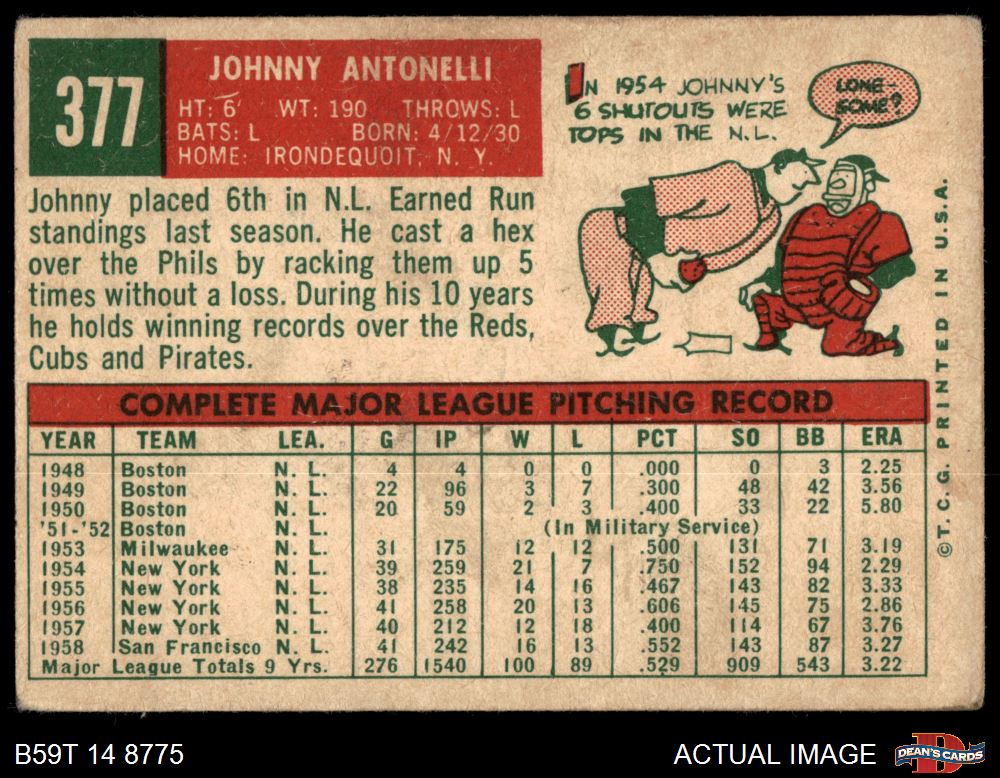 377
JOHNNY ANTONELLI
HT: 6' WT: 190 THROWS: L
BATS: L BORN: 4/12/30
HOME: IRONDEQUOIT, N. Y.
IN 1954 JOHNNY'S
6 SHUTOUTS WERE
TOPS IN THE N.L.
LONE-
SOME?
Johnny placed 6th in N.L. Earned Run
standings last season. He cast a hex
over the Phils by racking them up 5
times without a loss. During his 10 years
he holds winning records over the Reds,
Cubs and Pirates.
COMPLETE MAJOR LEAGUE PITCHING RECORD
YEAR TEAM LEA. G IP W L PCT SO BB ERA
1948 Boston N. L. 4 4 0 0 .000 0 3 2.25
1949 Boston N. L. 22 96 3 7 .300 48 42 3.56
1950 Boston N. L. 20 59 2 3 .400 33 22 5.80
'51-'52 Boston N. L. (In Military Service)
1953 Milwaukee N. L. 31 175 12 12 .500 131 71 3.19
1954 New York N. L. 39 259 21 7 .750 152 94 2.29
1955 New York N. L. 38 235 14 16 .467 143 82 3.33
1956 New York N. L. 41 258 20 13 .606 145 75 2.86
1957 New York N. L. 40 212 12 18 .400 114 67 3.76
1958 San Francisco N. L. 41 242 16 13 .552 143 87 3.27
Major League Totals 9 Yrs. 276 1540 100 89 .529 909 543 3.22
© T. C. G. PRINTED IN U.S.A.
B59T 14 8775
ACTUAL IMAGE
DEAN'S CARDS